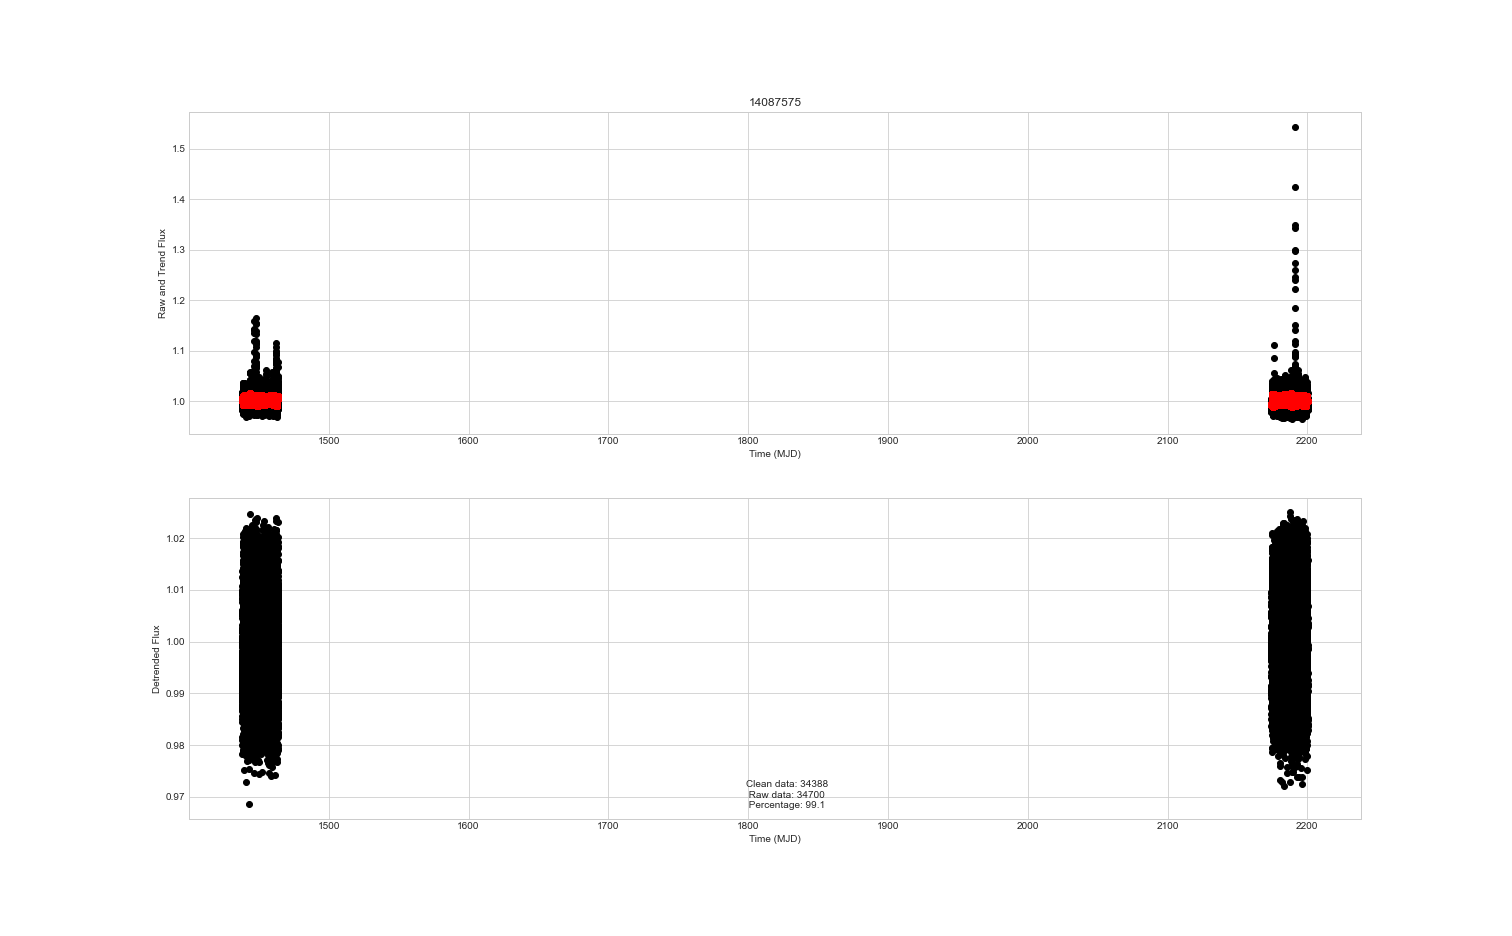 14087575
1.5
1.4
1.3
1.2
1.1
1.0
Raw and Trend Flux
1500 1600 1700 1800 1900 2000 2100 2200
Time (MJD)
1.02
1.01
1.00
0.99
0.98
0.97
Detrended Flux
Clean data: 34388
Raw data: 34700
Percentage: 99.1
1500 1600 1700 1800 1900 2000 2100 2200
Time (MJD)